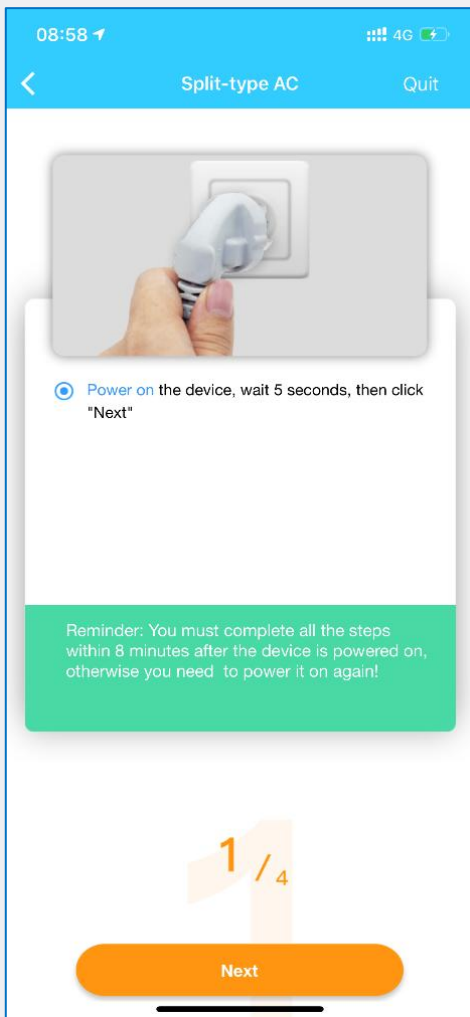 08:58 4G
Split-type AC Quit
Power on the device, wait 5 seconds, then click
"Next"
Reminder: You must complete all the steps
within 8 minutes after the device is powered on,
otherwise you need to power it on again!
1
1 / 4
Next